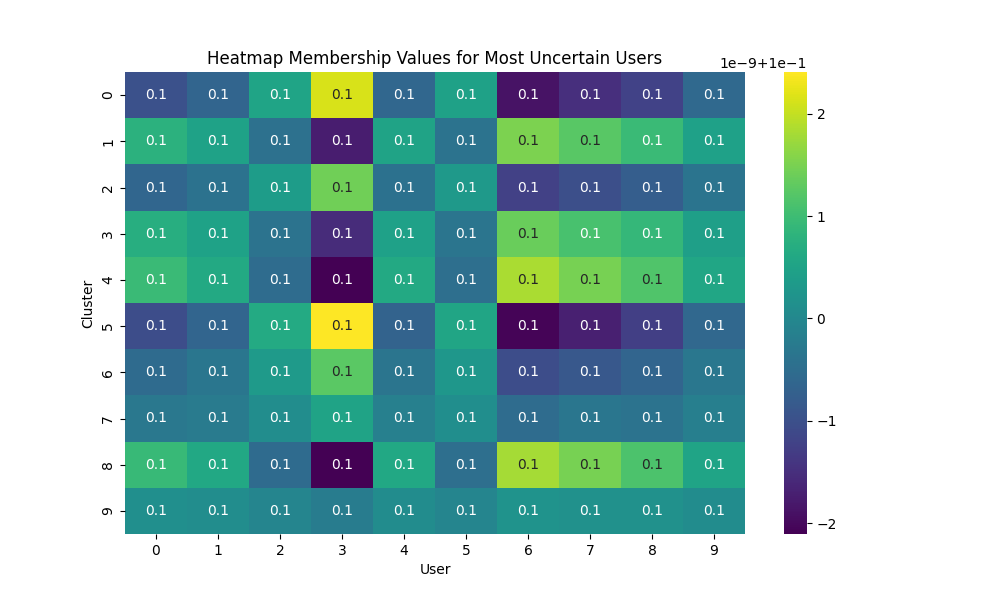 Heatmap Membership Values for Most Uncertain Users
1e−9+1e−1
0 0.1 0.1 0.1 0.1 0.1 0.1 0.1 0.1 0.1 0.1
1 0.1 0.1 0.1 0.1 0.1 0.1 0.1 0.1 0.1 0.1
2 0.1 0.1 0.1 0.1 0.1 0.1 0.1 0.1 0.1 0.1
3 0.1 0.1 0.1 0.1 0.1 0.1 0.1 0.1 0.1 0.1
4 0.1 0.1 0.1 0.1 0.1 0.1 0.1 0.1 0.1 0.1
5 0.1 0.1 0.1 0.1 0.1 0.1 0.1 0.1 0.1 0.1
6 0.1 0.1 0.1 0.1 0.1 0.1 0.1 0.1 0.1 0.1
7 0.1 0.1 0.1 0.1 0.1 0.1 0.1 0.1 0.1 0.1
8 0.1 0.1 0.1 0.1 0.1 0.1 0.1 0.1 0.1 0.1
9 0.1 0.1 0.1 0.1 0.1 0.1 0.1 0.1 0.1 0.1
0 1 2 3 4 5 6 7 8 9
User
Cluster
2
1
0
−1
−2